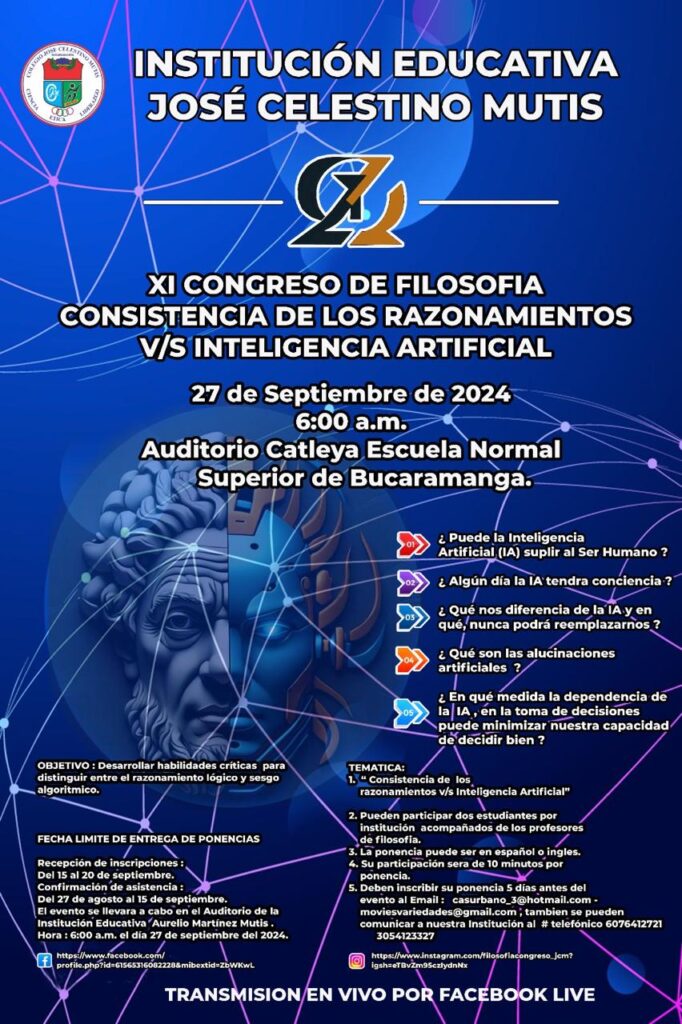 COLEGIO JOSE CELESTINO MUTIS
CIENCIA
ETICA
LIBERTAD
INSTITUCIÓN EDUCATIVA
JOSÉ CELESTINO MUTIS
XI CONGRESO DE FILOSOFIA
CONSISTENCIA DE LOS RAZONAMIENTOS
V/S INTELIGENCIA ARTIFICIAL
27 de Septiembre de 2024
6:00 a.m.
Auditorio Catleya Escuela Normal
Superior de Bucaramanga.
01 ¿ Puede la Inteligencia
Artificial (IA) suplir al Ser Humano ?
02 ¿ Algún día la IA tendra conciencia ?
03 ¿ Qué nos diferencia de la IA y en
qué, nunca podrá reemplazarnos ?
04 ¿ Qué son las alucinaciones
artificiales ?
05 ¿ En qué medida la dependencia de
la IA , en la toma de decisiones
puede minimizar nuestra capacidad
de decidir bien ?
OBJETIVO : Desarrollar habilidades críticas para
distinguir entre el razonamiento lógico y sesgo
algoritmico.
FECHA LIMITE DE ENTREGA DE PONENCIAS
Recepción de inscripciones :
Del 15 al 20 de septiembre.
Confirmación de asistencia :
Del 27 de agosto al 15 de septiembre.
El evento se llevara a cabo en el Auditorio de la
Institución Educativa Aurelio Martínez Mutis .
Hora : 6:00 a.m. el día 27 de septiembre del 2024.
https://www.facebook.com/
profile.php?id=61565316082228&mibextid=ZbWKwL
TEMATICA:
1. “ Consistencia de los
razonamientos v/s Inteligencia Artificial”
2. Pueden participar dos estudiantes por
institución acompañados de los profesores
de filosofía.
3. La ponencia puede ser en español o ingles.
4. Su participación sera de 10 minutos por
ponencia.
5. Deben inscribir su ponencia 5 días antes del
evento al Email : casurbano_3@hotmail.com -
moviesvariedades@gmail.com , tambien se pueden
comunicar a nuestra Institución al # telefónico 6076412721
3054123327
https://www.instagram.com/filosofiacongreso_jcm?
igsh=eTBvZm95czlydnNx
TRANSMISION EN VIVO POR FACEBOOK LIVE